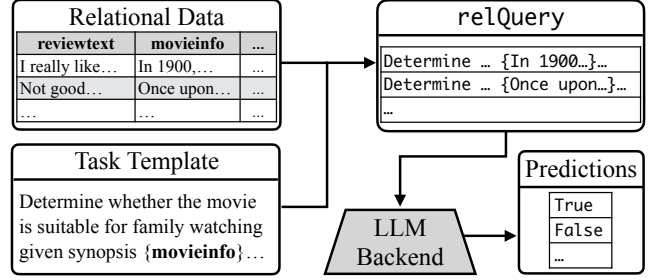 Relational Data
reviewtext movieinfo ...
I really like… In 1900,… ...
Not good… Once upon… ...
… … ...
Task Template
Determine whether the movie
is suitable for family watching
given synopsis {movieinfo}…
relQuery
Determine … {In 1900…}…
Determine … {Once upon…}…
…
LLM
Backend
Predictions
True
False
…